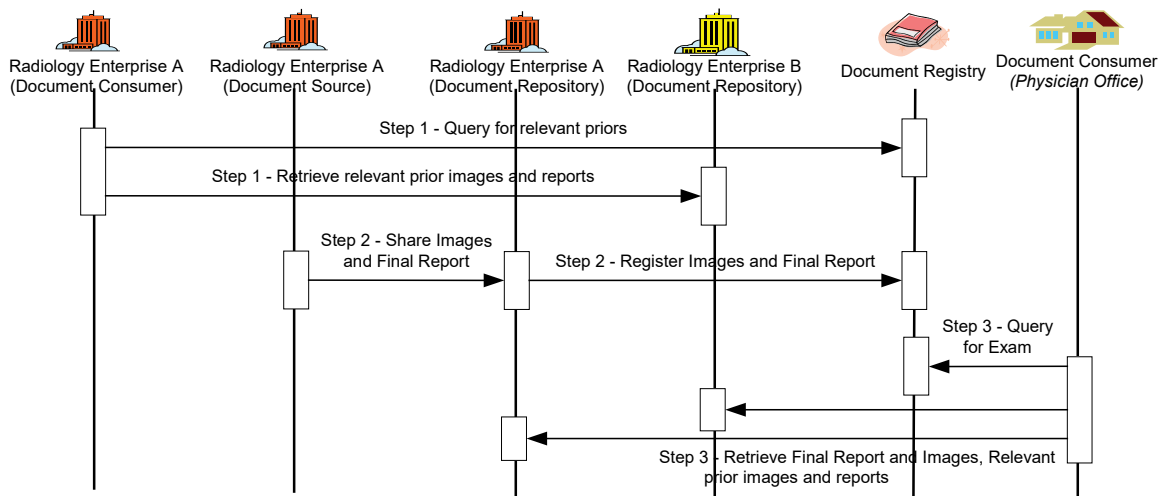 Radiology Enterprise A
(Document Consumer)
Radiology Enterprise A
(Document Source)
Radiology Enterprise A
(Document Repository)
Radiology Enterprise B
(Document Repository)
Document Registry
Document Consumer
(Physician Office)
Step 1 - Query for relevant priors
Step 1 - Retrieve relevant prior images and reports
Step 2 - Share Images
and Final Report
Step 2 - Register Images and Final Report
Step 3 - Query
for Exam
Step 3 - Retrieve Final Report and Images, Relevant
prior images and reports